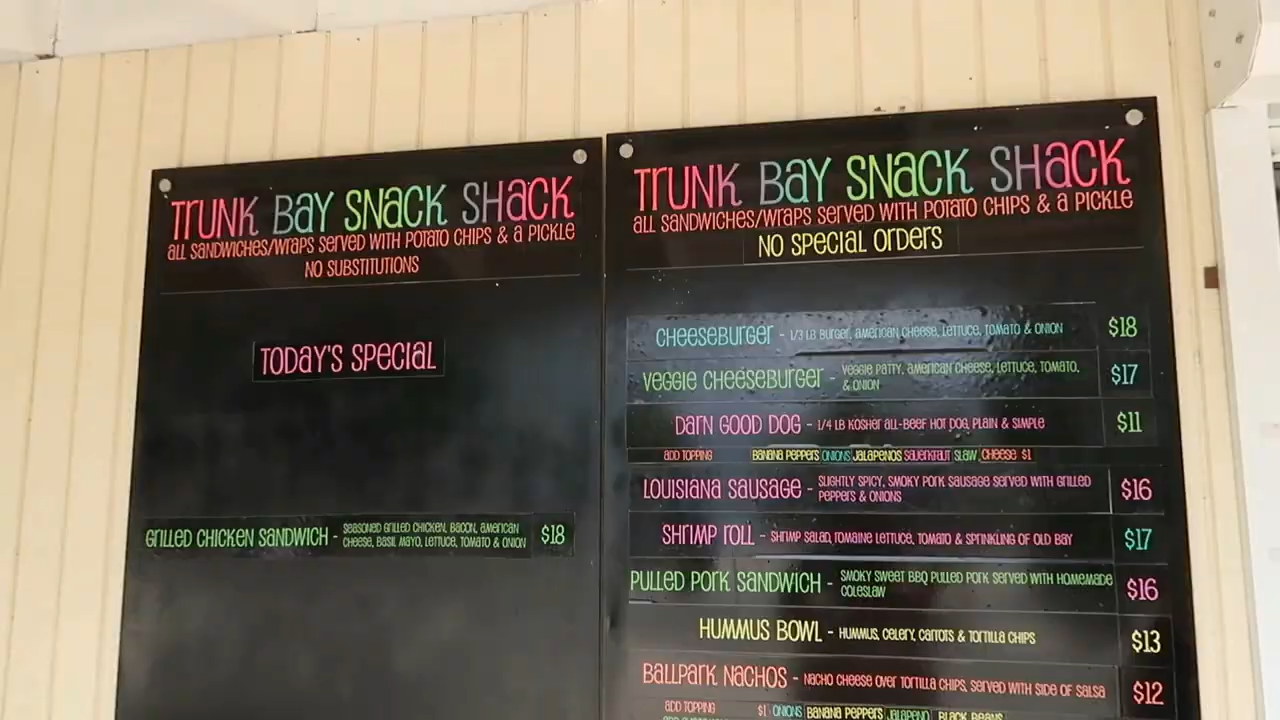 TRUNK BAY SNACK SHACK
ALL SANDWICHES/WRAPS SERVED WITH POTATO CHIPS & A PICKLE
NO SUBSTITUTIONS
TODAY'S SPECIAL
GRILLED CHICKEN SANDWICH - SEASONED GRILLED CHICKEN, BACON, AMERICAN
CHEESE, BASIL MAYO, LETTUCE, TOMATO & ONION $18
TRUNK BAY SNACK SHACK
ALL SANDWICHES/WRAPS SERVED WITH POTATO CHIPS & A PICKLE
NO SPECIAL ORDERS
CHEESEBURGER - 1/3 LB BURGER, AMERICAN CHEESE, LETTUCE, TOMATO & ONION $18
VEGGIE CHEESEBURGER - VEGGIE PATTY, AMERICAN CHEESE, LETTUCE, TOMATO,
& ONION $17
DARN GOOD DOG - 1/4 LB KOSHER ALL-BEEF HOT DOG, PLAIN & SIMPLE $11
ADD TOPPING BANANA PEPPERS ONIONS JALAPENOS SAUERKRAUT SLAW CHEESE $1
LOUISIANA SAUSAGE - SLIGHTLY SPICY, SMOKY PORK SAUSAGE SERVED WITH GRILLED
PEPPERS & ONIONS $16
SHRIMP ROLL - SHRIMP SALAD, ROMAINE LETTUCE, TOMATO & SPRINKLING OF OLD BAY $17
PULLED PORK SANDWICH - SMOKY SWEET BBQ PULLED PORK SERVED WITH HOMEMADE
COLESLAW $16
HUMMUS BOWL - HUMMUS, CELERY, CARROTS & TORTILLA CHIPS $13
BALLPARK NACHOS - NACHO CHEESE OVER TORTILLA CHIPS, SERVED WITH SIDE OF SALSA $12
ADD TOPPING $1 ONIONS BANANA PEPPERS JALAPENO BLACK BEANS